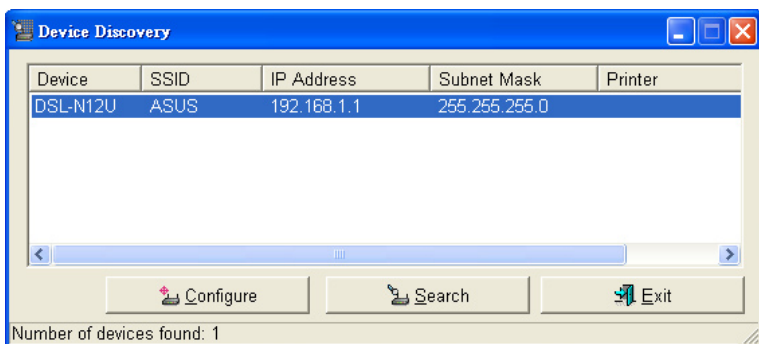 Device Discovery
Device SSID IP Address Subnet Mask Printer
DSL-N12U ASUS 192.168.1.1 255.255.255.0
Configure Search Exit
Number of devices found: 1